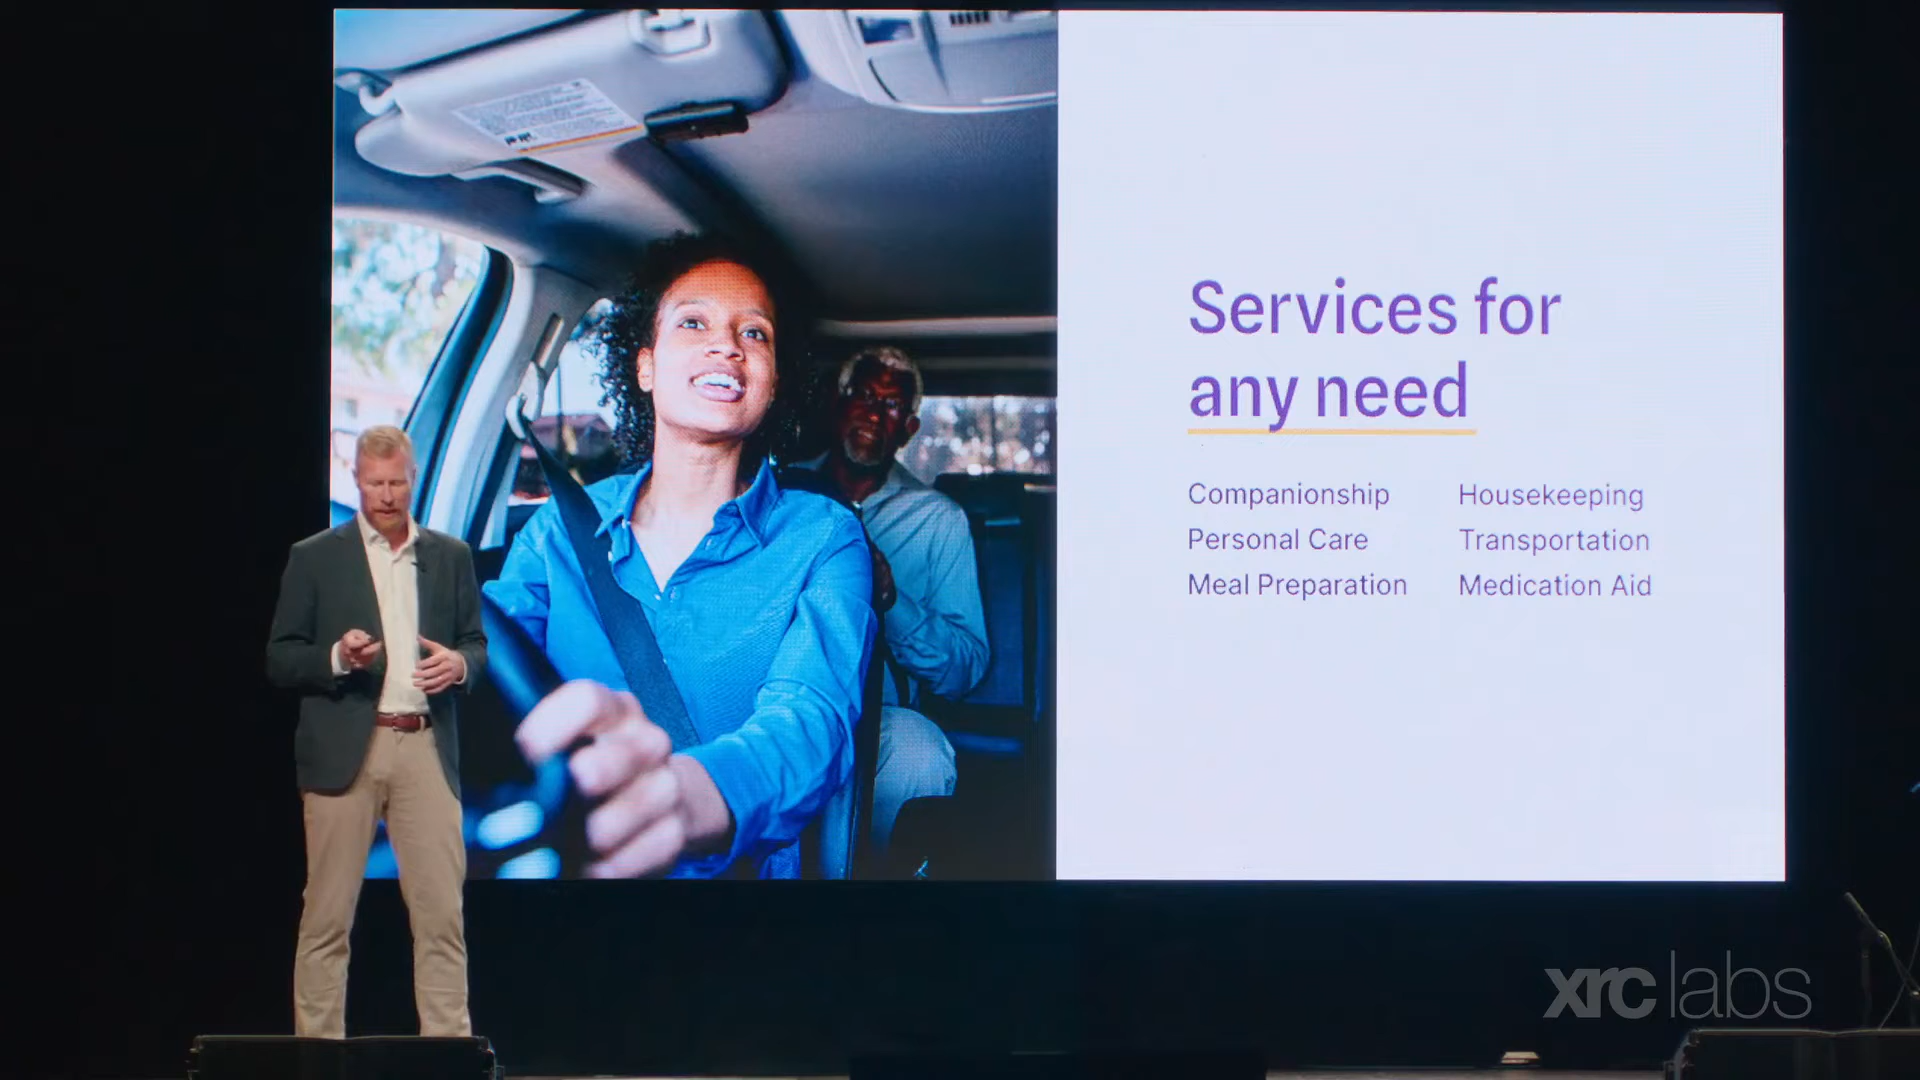 Services for
any need
Companionship
Housekeeping
Personal Care
Transportation
Meal Preparation
Medication Aid
xrc labs